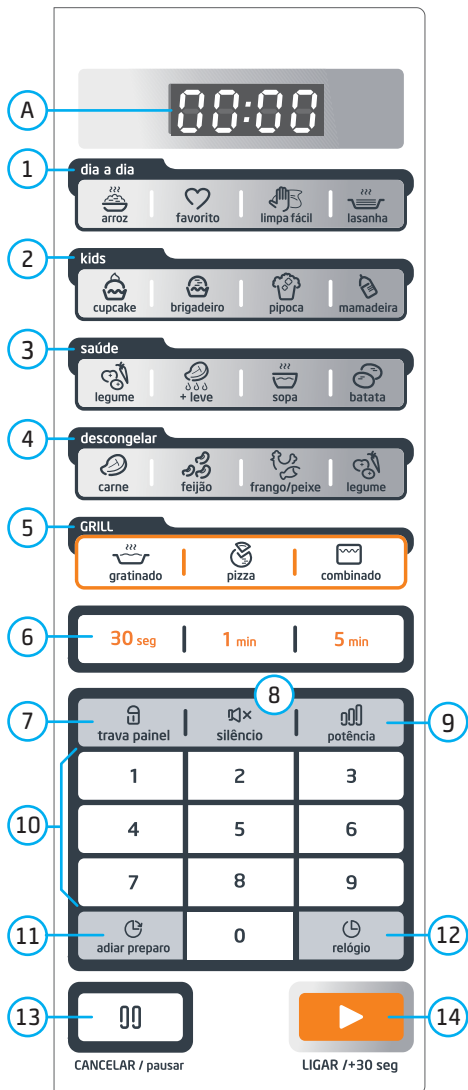 A
00:00
1
dia a dia
arroz favorito limpa fácil lasanha
2
kids
cupcake brigadeiro pipoca mamadeira
3
saúde
legume + leve sopa batata
4
descongelar
carne feijão frango/peixe legume
5
GRILL
gratinado pizza combinado
6
30 seg 1 min 5 min
8
7
trava painel silêncio potência
9
1 2 3
10
4 5 6
7 8 9
11
adiar preparo 0 relógio
12
13
14
CANCELAR / pausar LIGAR /+30 seg